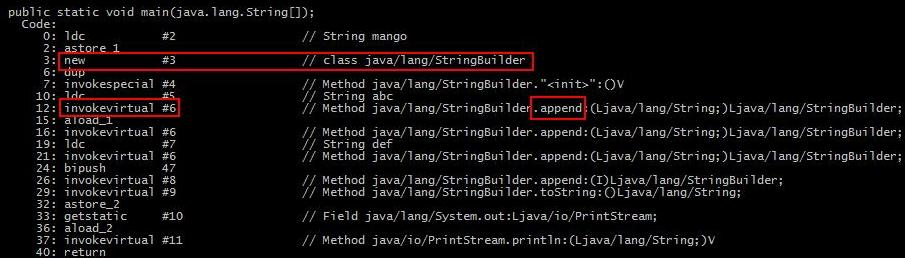 public static void main(java.lang.String[]);
  Code:
     0: ldc           #2                  // String mango
     2: astore_1
     3: new           #3                  // class java/lang/StringBuilder
     6: dup
     7: invokespecial #4                  // Method java/lang/StringBuilder."<init>":()V
    10: ldc           #5                  // String abc
    12: invokevirtual #6                  // Method java/lang/StringBuilder.append:(Ljava/lang/String;)Ljava/lang/StringBuilder;
    15: aload_1
    16: invokevirtual #6                  // Method java/lang/StringBuilder.append:(Ljava/lang/String;)Ljava/lang/StringBuilder;
    19: ldc           #7                  // String def
    21: invokevirtual #6                  // Method java/lang/StringBuilder.append:(Ljava/lang/String;)Ljava/lang/StringBuilder;
    24: bipush        47
    26: invokevirtual #8                  // Method java/lang/StringBuilder.append:(I)Ljava/lang/StringBuilder;
    29: invokevirtual #9                  // Method java/lang/StringBuilder.toString:()Ljava/lang/String;
    32: astore_2
    33: getstatic     #10                 // Field java/lang/System.out:Ljava/io/PrintStream;
    36: aload_2
    37: invokevirtual #11                 // Method java/io/PrintStream.println:(Ljava/lang/String;)V
    40: return